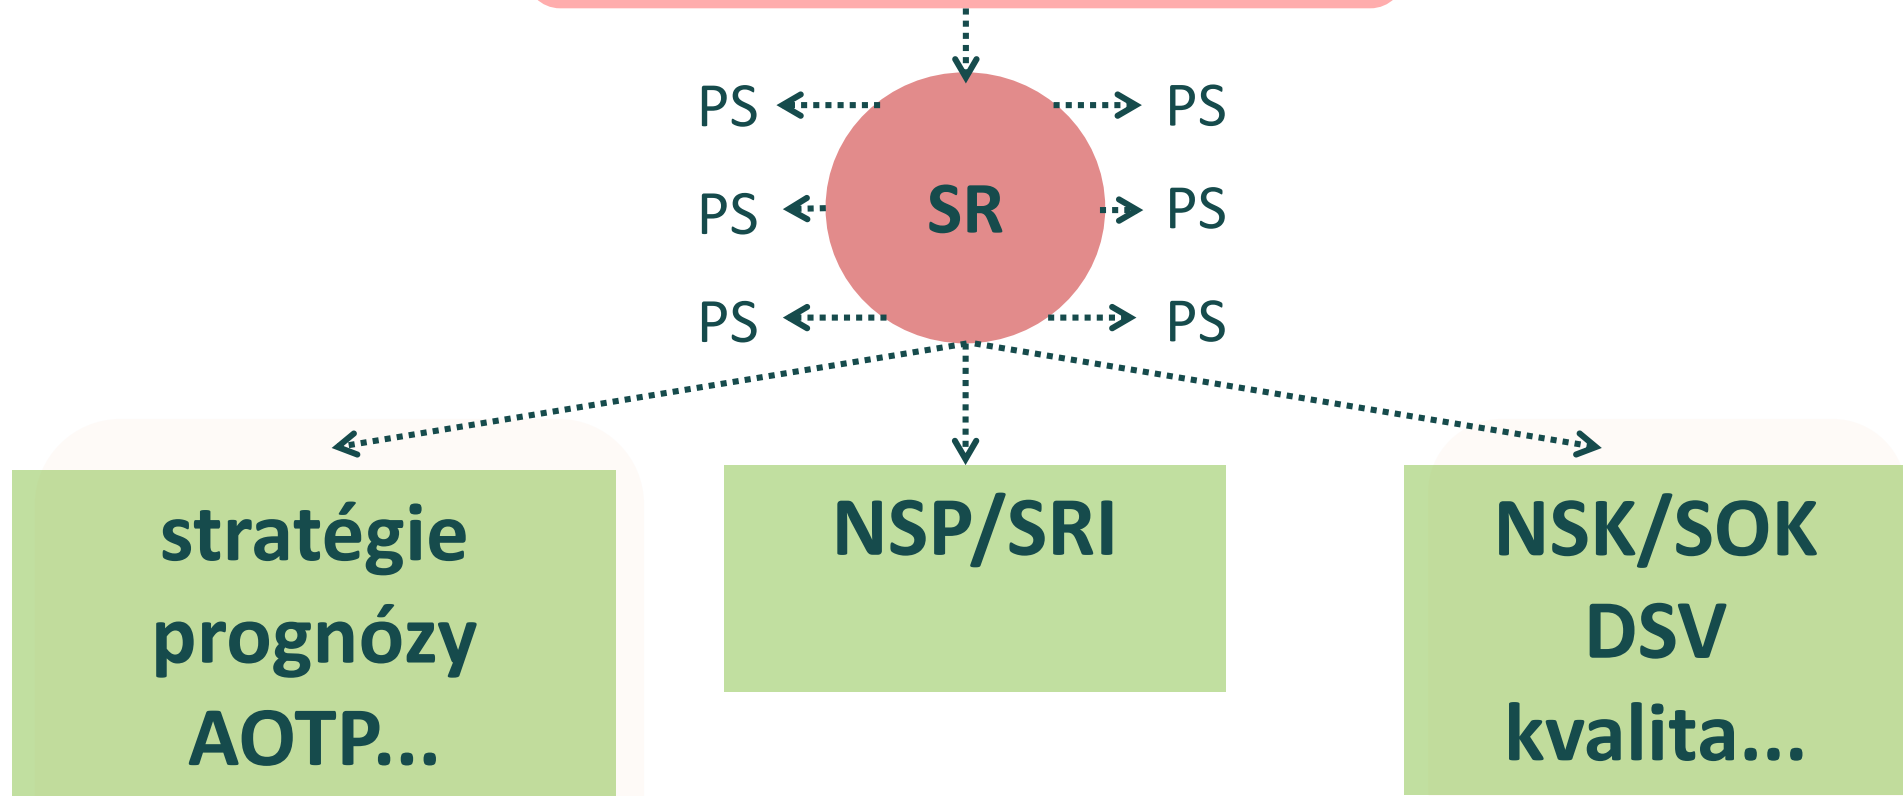 PS
PS
SR
PS
PS
PS
PS
stratégie
prognózy
AOTP...
NSP/SRI
NSK/SOK
DSV
kvalita...